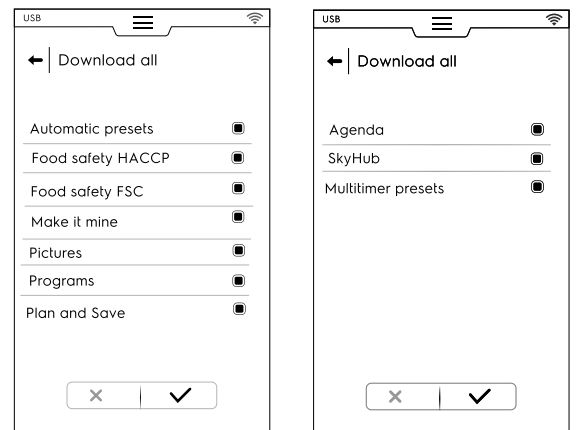 USB
Download all
Automatic presets
Food safety HACCP
Food safety FSC
Make it mine
Pictures
Programs
Plan and Save
USB
Download all
Agenda
SkyHub
Multitimer presets